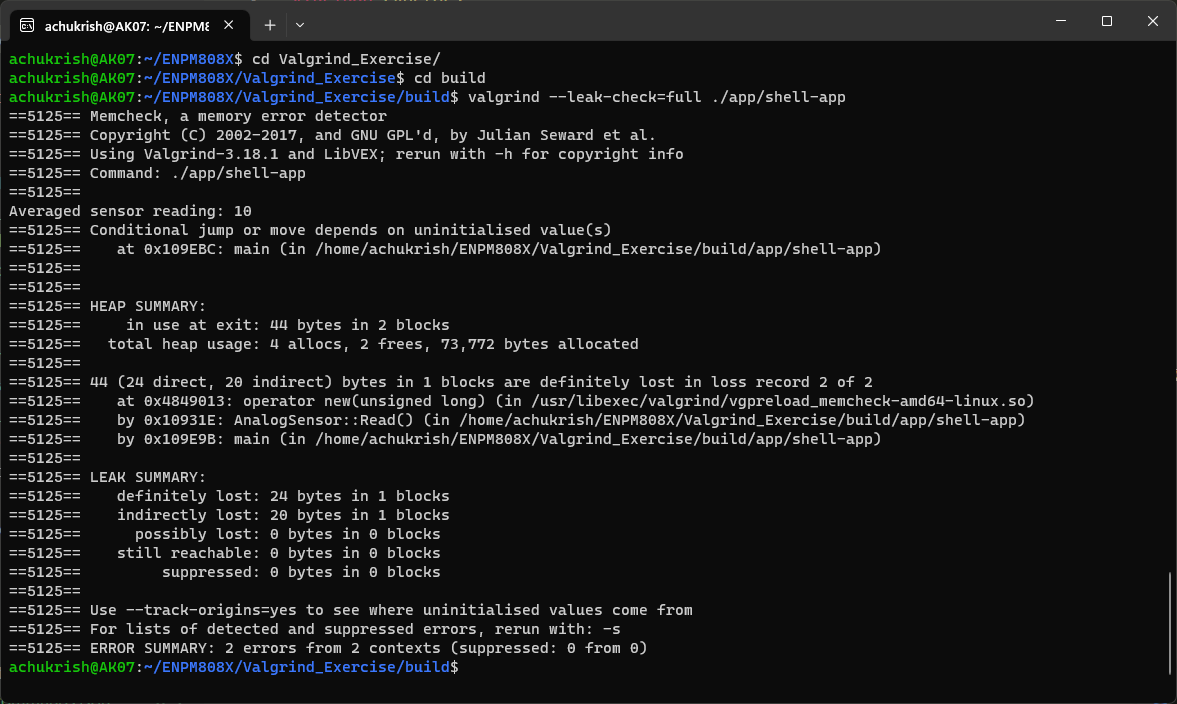 achukrish@AK07: ~/ENPM8
achukrish@AK07:~/ENPM808X$ cd Valgrind_Exercise/
achukrish@AK07:~/ENPM808X/Valgrind_Exercise$ cd build
achukrish@AK07:~/ENPM808X/Valgrind_Exercise/build$ valgrind --leak-check=full ./app/shell-app
==5125== Memcheck, a memory error detector
==5125== Copyright (C) 2002-2017, and GNU GPL'd, by Julian Seward et al.
==5125== Using Valgrind-3.18.1 and LibVEX; rerun with -h for copyright info
==5125== Command: ./app/shell-app
==5125==
Averaged sensor reading: 10
==5125== Conditional jump or move depends on uninitialised value(s)
==5125==    at 0x109EBC: main (in /home/achukrish/ENPM808X/Valgrind_Exercise/build/app/shell-app)
==5125==
==5125==
==5125== HEAP SUMMARY:
==5125==     in use at exit: 44 bytes in 2 blocks
==5125==   total heap usage: 4 allocs, 2 frees, 73,772 bytes allocated
==5125==
==5125== 44 (24 direct, 20 indirect) bytes in 1 blocks are definitely lost in loss record 2 of 2
==5125==    at 0x4849013: operator new(unsigned long) (in /usr/libexec/valgrind/vgpreload_memcheck-amd64-linux.so)
==5125==    by 0x10931E: AnalogSensor::Read() (in /home/achukrish/ENPM808X/Valgrind_Exercise/build/app/shell-app)
==5125==    by 0x109E9B: main (in /home/achukrish/ENPM808X/Valgrind_Exercise/build/app/shell-app)
==5125==
==5125== LEAK SUMMARY:
==5125==    definitely lost: 24 bytes in 1 blocks
==5125==    indirectly lost: 20 bytes in 1 blocks
==5125==      possibly lost: 0 bytes in 0 blocks
==5125==    still reachable: 0 bytes in 0 blocks
==5125==         suppressed: 0 bytes in 0 blocks
==5125==
==5125== Use --track-origins=yes to see where uninitialised values come from
==5125== For lists of detected and suppressed errors, rerun with: -s
==5125== ERROR SUMMARY: 2 errors from 2 contexts (suppressed: 0 from 0)
achukrish@AK07:~/ENPM808X/Valgrind_Exercise/build$